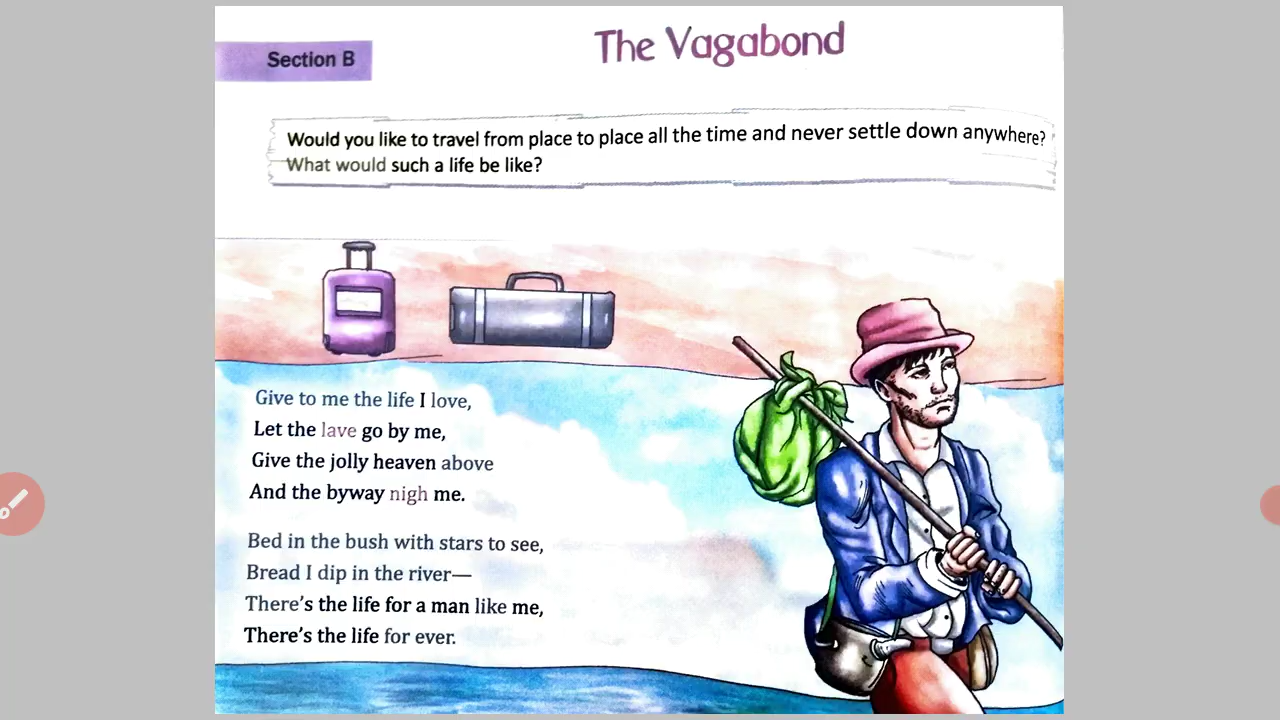 The Vagabond
Section B
Would you like to travel from place to place all the time and never settle down anywhere?
What would such a life be like?
Give to me the life I love,
Let the lave go by me,
Give the jolly heaven above
And the byway nigh me.
Bed in the bush with stars to see,
Bread I dip in the river—
There's the life for a man like me,
There's the life for ever.